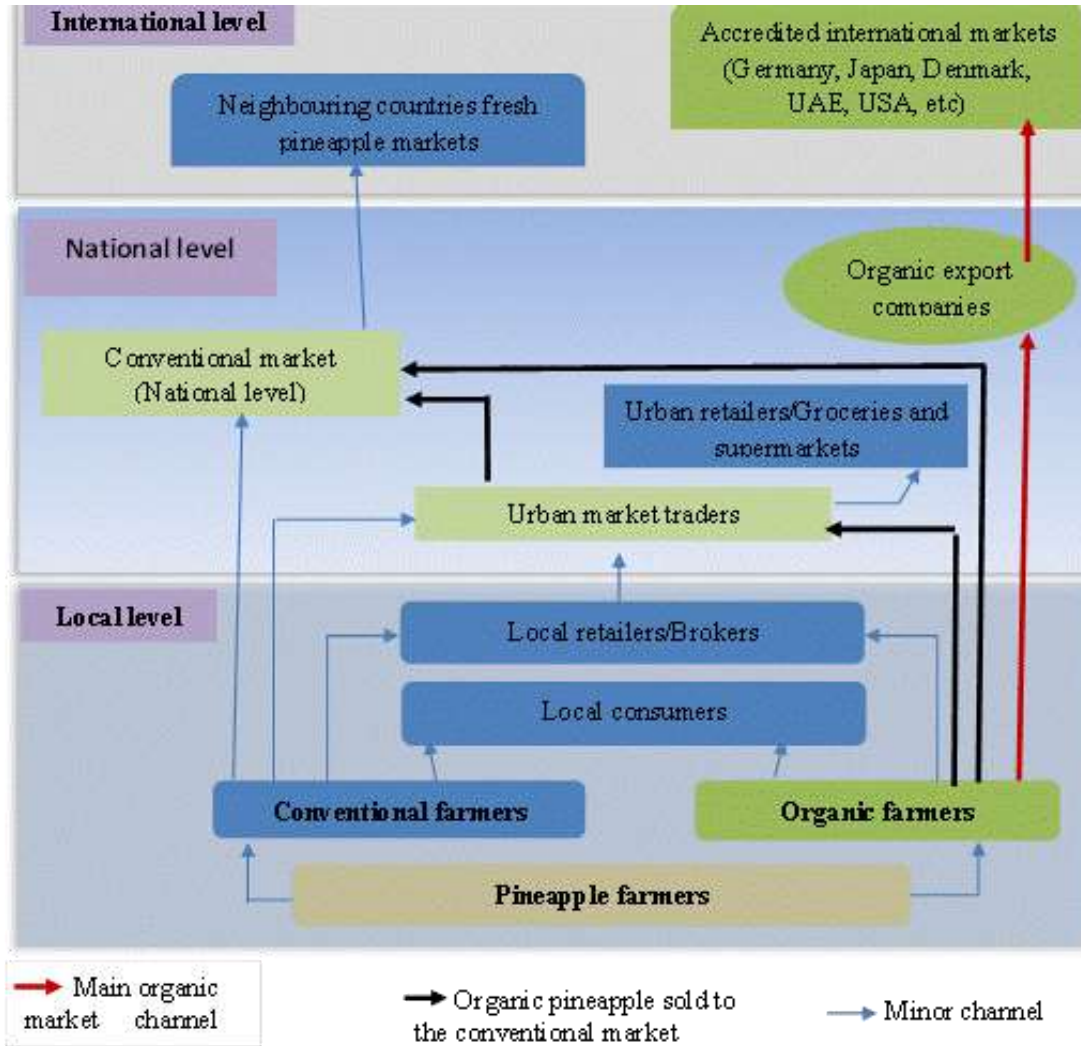 International level
Accredited international markets
(Germany, Japan, Denmark,
UAE, USA, etc)
Neighbouring countries fresh
pineapple markets
National level
Organic export
companies
Conventional market
(National level)
Urban retailers/Groceries and
supermarkets
Urban market traders
Local level
Local retailers/Brokers
Local consumers
Conventional farmers
Organic farmers
Pineapple farmers
Main organic
market channel
Organic pineapple sold to
the conventional market
Minor channel